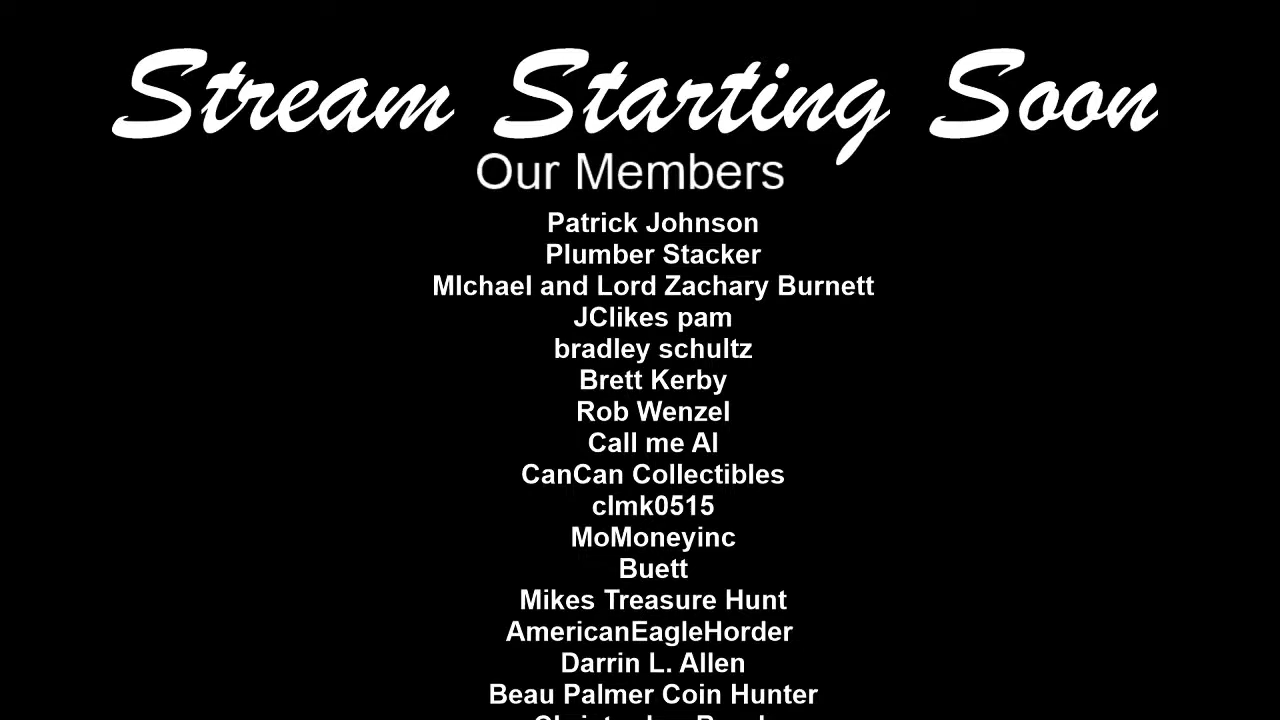 Stream Starting Soon
Our Members
Patrick Johnson
Plumber Stacker
MIchael and Lord Zachary Burnett
JClikes pam
bradley schultz
Brett Kerby
Rob Wenzel
Call me Al
CanCan Collectibles
clmk0515
MoMoneyinc
Buett
Mikes Treasure Hunt
AmericanEagleHorder
Darrin L. Allen
Beau Palmer Coin Hunter